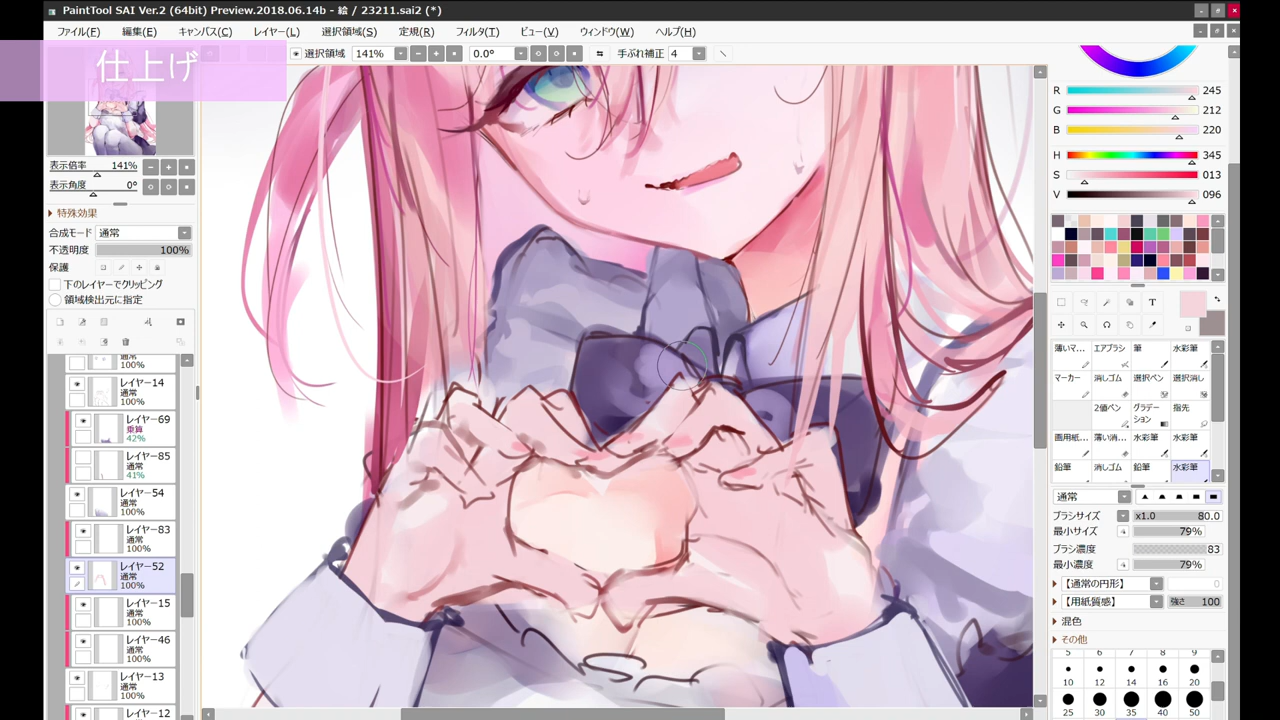 PaintTool SAI Ver.2 (64bit) Preview.2018.06.14b - 絵 / 23211.sai2 (*)
ファイル(F) 編集(E) キャンバス(C) レイヤー(L) 選択領域(S) 定規(R) フィルタ(T) ビュー(V) ウィンドウ(W) ヘルプ(H)
仕上げ
選択領域 141% 0.0° 手ぶれ補正 4
表示倍率 141%
表示角度 0°
特殊効果
合成モード 通常
不透明度 100%
保護
下のレイヤーでクリッピング
領域検出元に指定
100%
レイヤー14
通常
100%
レイヤー69
乗算
42%
レイヤー85
通常
41%
レイヤー54
通常
100%
レイヤー83
通常
100%
レイヤー52
通常
100%
レイヤー15
通常
100%
レイヤー46
通常
100%
レイヤー13
通常
100%
レイヤー12
通常
R 245
G 212
B 220
H 345
S 013
V 096
T
薄いマ... エアブラシ 筆 水彩筆
マーカー 消しゴム 選択ペン 選択消し
2値ペン グラデーション 指先
画用紙... 薄い消... 水彩筆 水彩筆
鉛筆 消しゴム 鉛筆 水彩筆
通常
ブラシサイズ x1.0 80.0
最小サイズ 79%
ブラシ濃度 83
最小濃度 79%
【通常の円形】 0
【用紙質感】 強さ 100
混色
その他
5 6 7 8 9
10 12 14 16 20
25 30 35 40 50